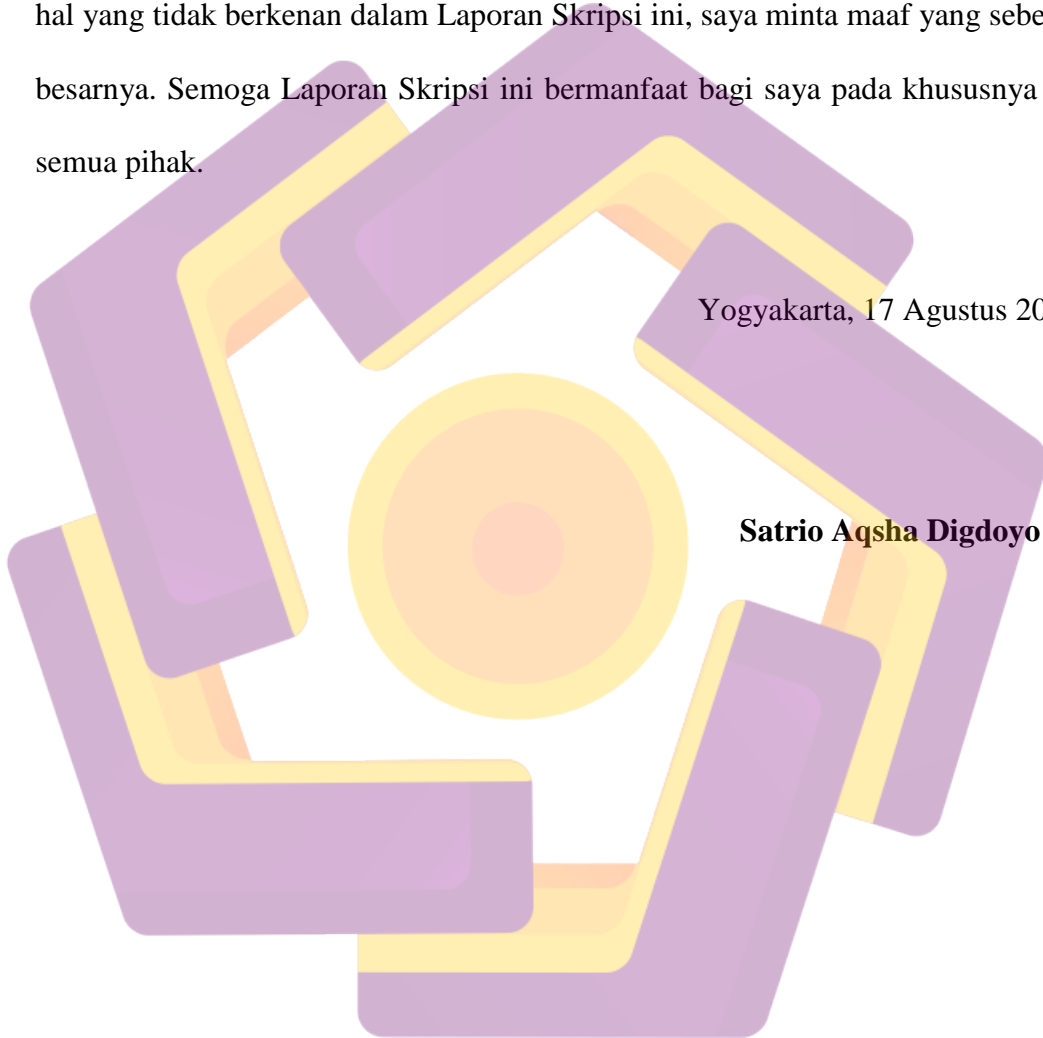 hal yang tidak berkenan dalam Laporan Skripsi ini, saya minta maaf yang sebe
besarnya. Semoga Laporan Skripsi ini bermanfaat bagi saya pada khususnya
semua pihak.
Yogyakarta, 17 Agustus 20
Satrio Aqsha Digdoyo